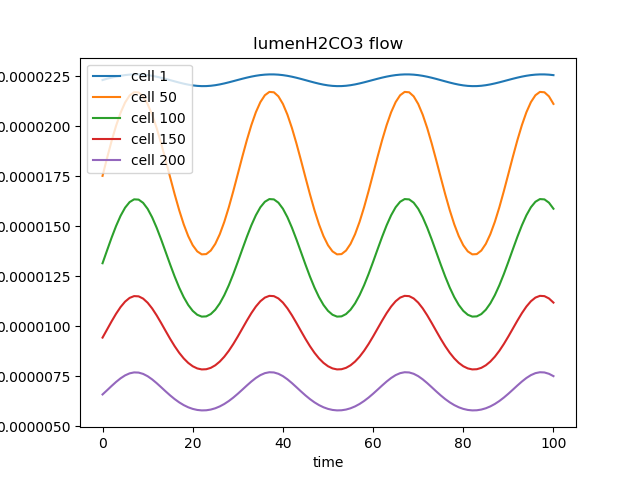 lumenH2CO3 flow
0.0000225
0.0000200
0.0000175
0.0000150
0.0000125
0.0000100
0.0000075
0.0000050
cell 1
cell 50
cell 100
cell 150
cell 200
0 20 40 60 80 100
time